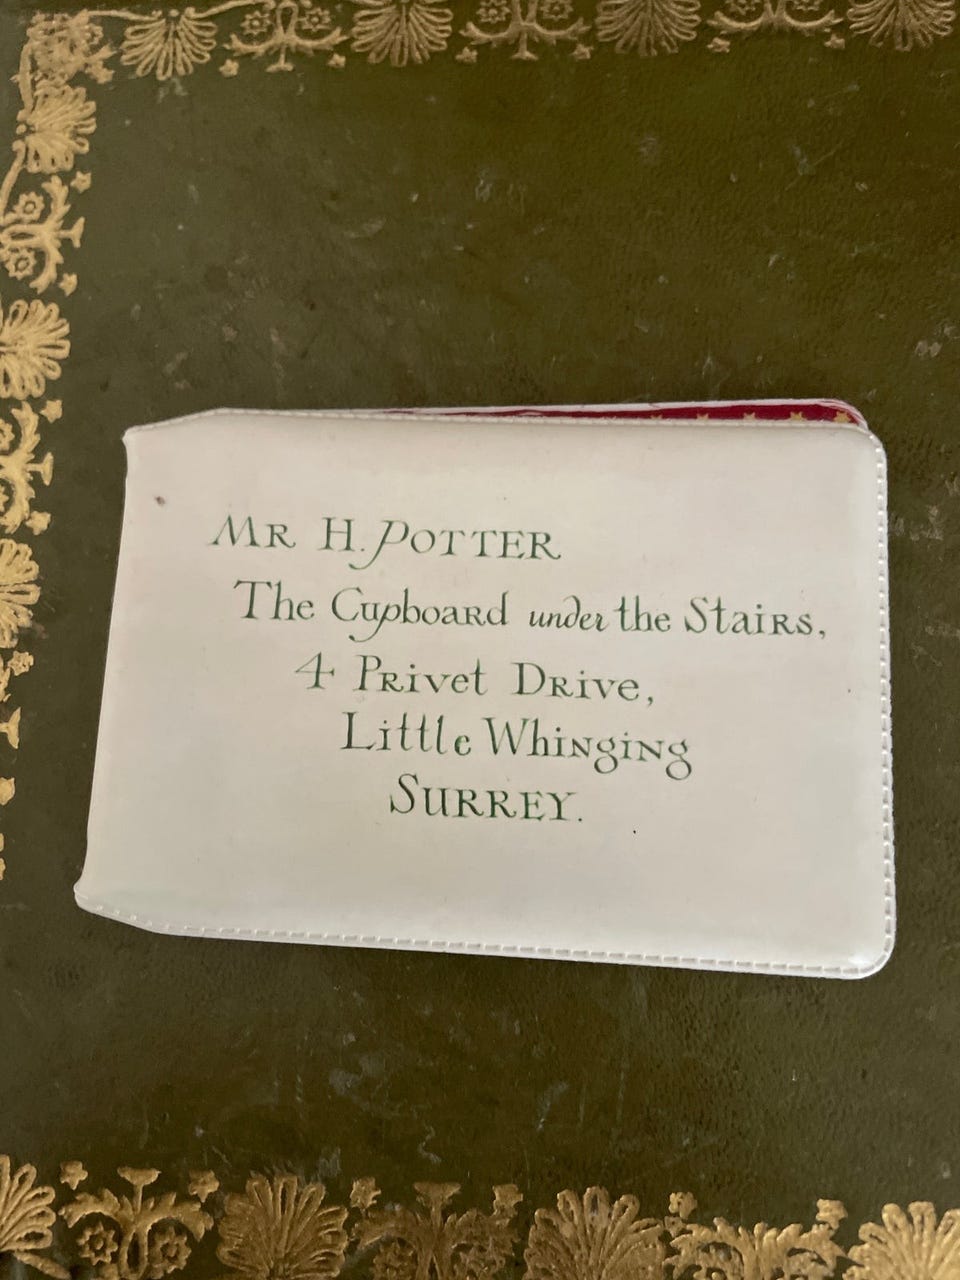 Mr H. Potter
The Cupboard under the Stairs,
4 Privet Drive,
Little Whinging
Surrey.